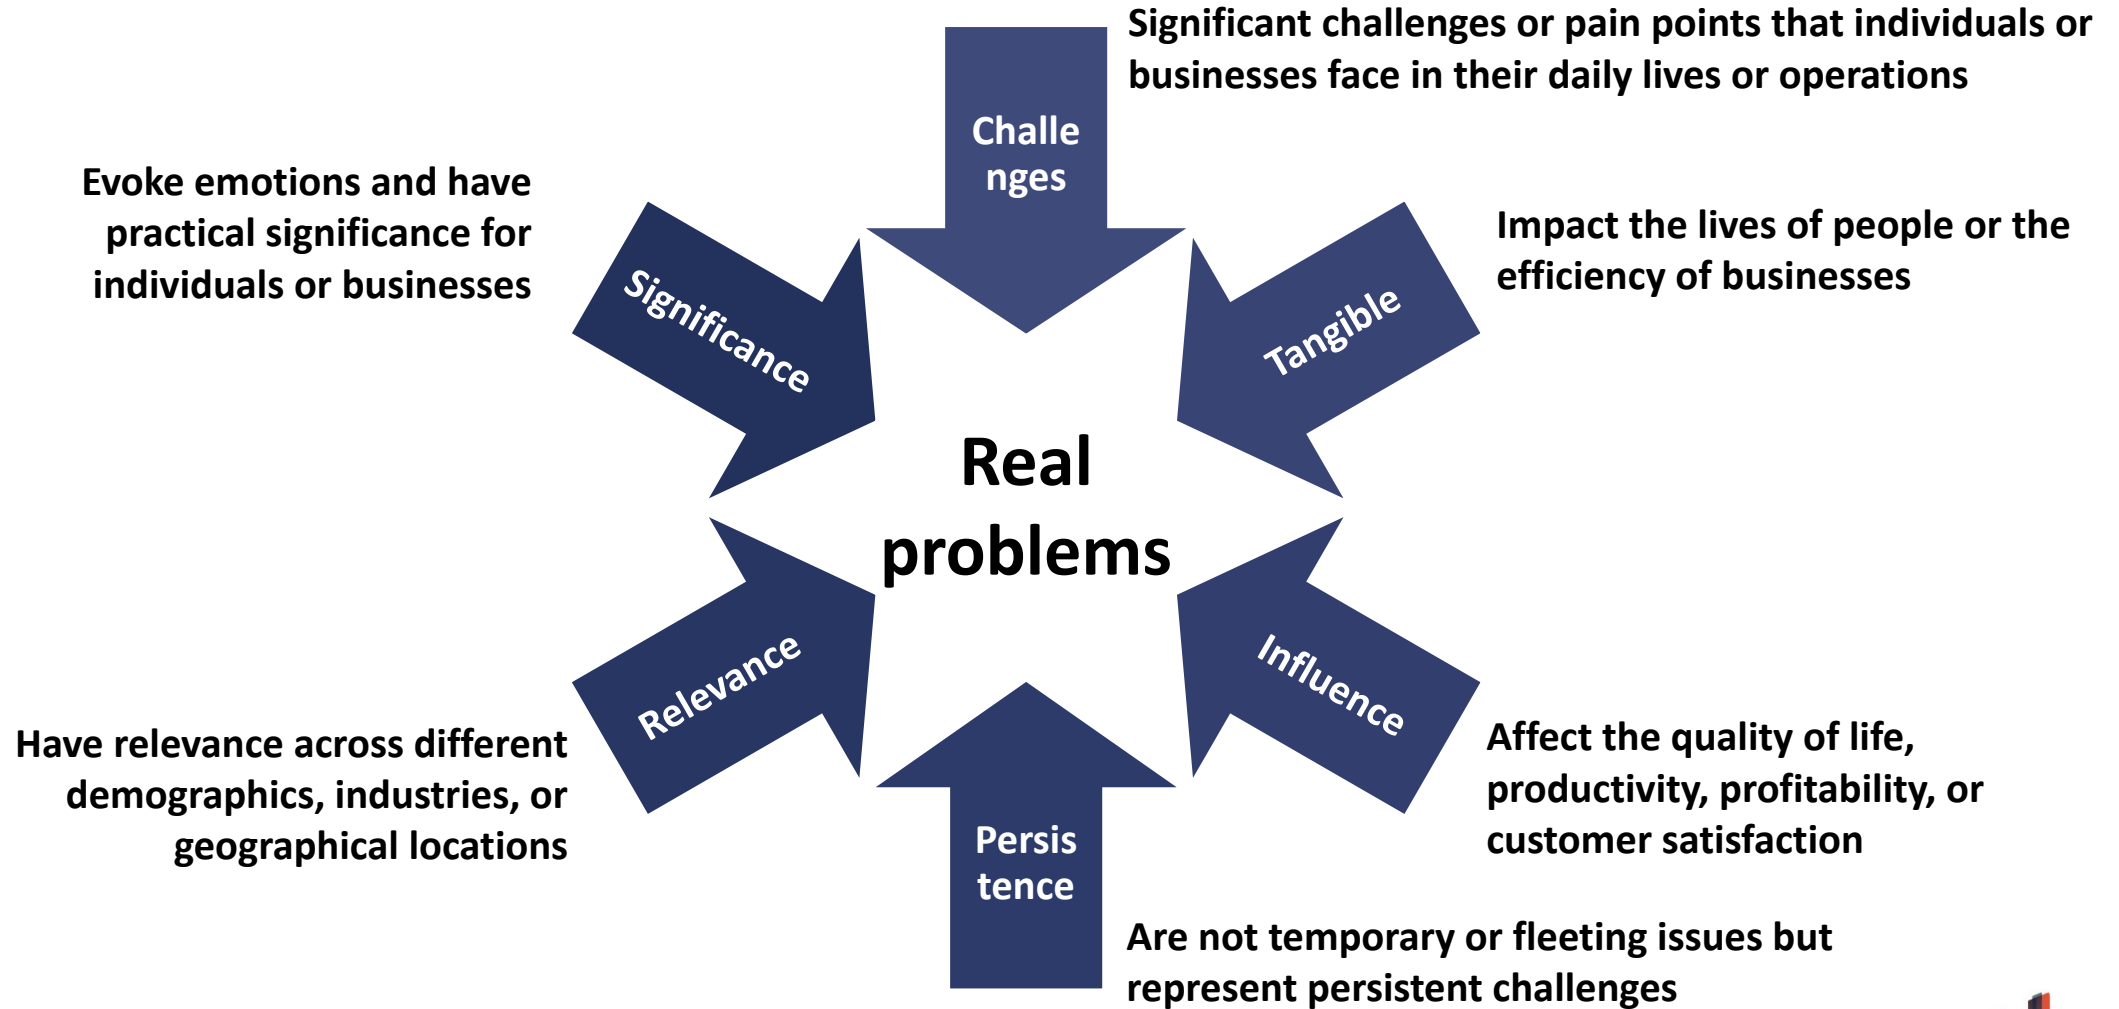 Significant challenges or pain points that individuals or
businesses face in their daily lives or operations
Challe
nges
Evoke emotions and have
practical significance for
individuals or businesses
Significance
Impact the lives of people or the
efficiency of businesses
Tangible
Real
problems
Relevance
Have relevance across different
demographics, industries, or
geographical locations
Influence
Affect the quality of life,
productivity, profitability, or
customer satisfaction
Persis
tence
Are not temporary or fleeting issues but
represent persistent challenges